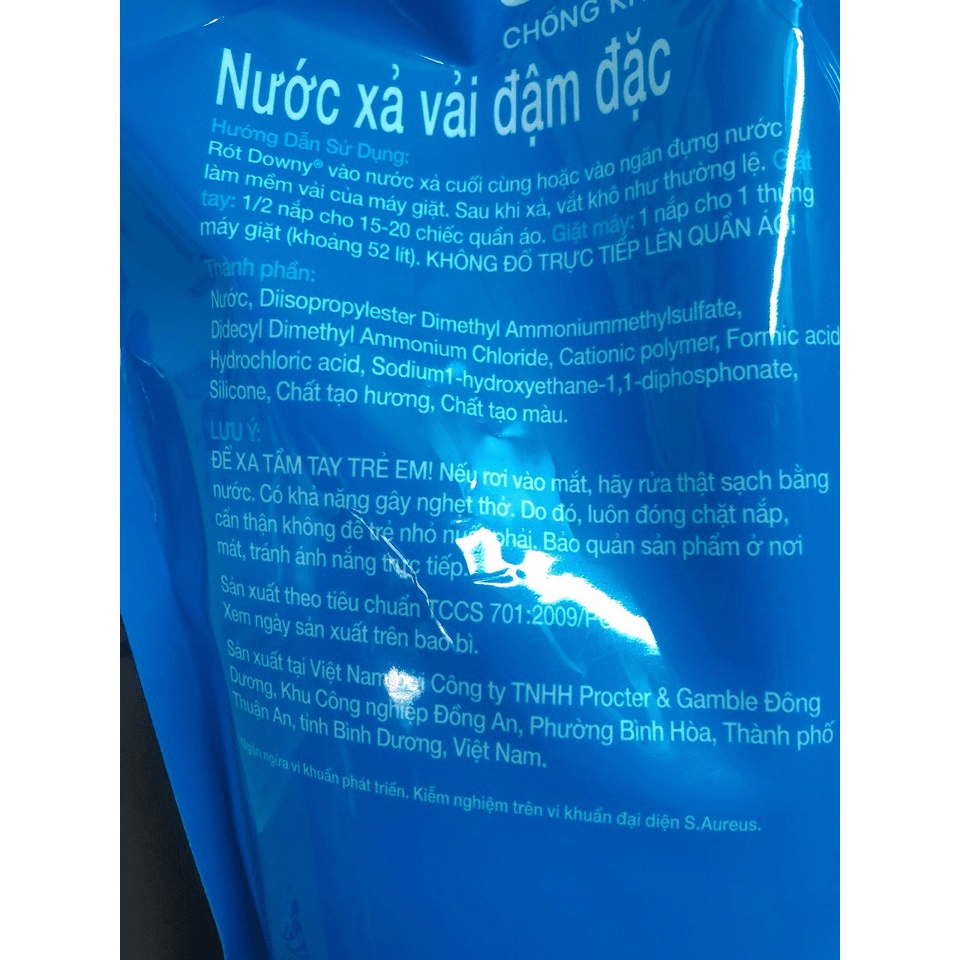 CHỐNG
Nước xả vải đậm đặc
Hướng Dẫn Sử Dụng:
Rót Downy® vào nước xả cuối cùng hoặc vào ngăn đựng nước
làm mềm vải của máy giặt. Sau khi xả, vắt khô như thường lệ. Giặt
tay: 1/2 nắp cho 15-20 chiếc quần áo. Giặt máy: 1 nắp cho 1 thùng
máy giặt (khoảng 52 lít). KHÔNG ĐỔ TRỰC TIẾP LÊN QUẦN ÁO!
Thành phần:
Nước, Diisopropylester Dimethyl Ammoniummethylsulfate,
Didecyl Dimethyl Ammonium Chloride, Cationic polymer, Formic acid
Hydrochloric acid, Sodium1-hydroxyethane-1,1-diphosphonate,
Silicone, Chất tạo hương, Chất tạo màu.
LƯU Ý:
ĐỂ XA TẦM TAY TRẺ EM! Nếu rơi vào mắt, hãy rửa thật sạch bằng
nước. Có khả năng gây nghẹt thở. Do đó, luôn đóng chặt nắp,
cẩn thận không để trẻ nhỏ nuốt phải. Bảo quản sản phẩm ở nơi
mát, tránh ánh nắng trực tiếp.
Sản xuất theo tiêu chuẩn TCCS 701:2009/
Xem ngày sản xuất trên bao bì.
Sản xuất tại Việt Nam Công ty TNHH Procter & Gamble Đông
Dương, Khu Công nghiệp Đồng An, Phường Bình Hòa, Thành phố
Thuận An, tỉnh Bình Dương, Việt Nam.
Ngăn ngừa vi khuẩn phát triển. Kiểm nghiệm trên vi khuẩn đại diện S.Aureus.